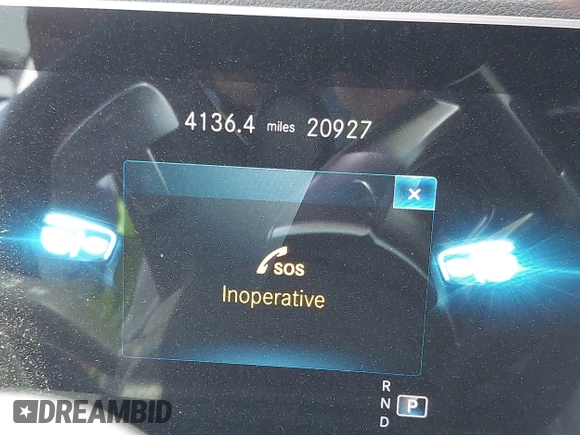 4136.4 miles 20927
×
SOS
Inoperative
R
N P
D
DREAMBID